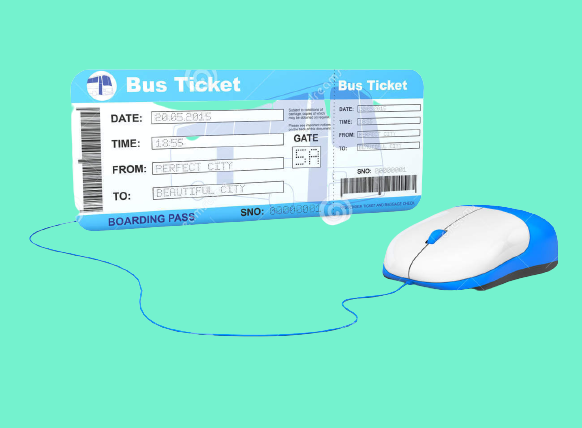 Bus Ticket
DATE: 20.05.2015
TIME: 18:55
FROM: PERFECT CITY
TO: BEAUTIFUL CITY
GATE
5A
BOARDING PASS
SNO:
Bus Ticket
DATE:
TIME:
FROM:
TO:
SNO: